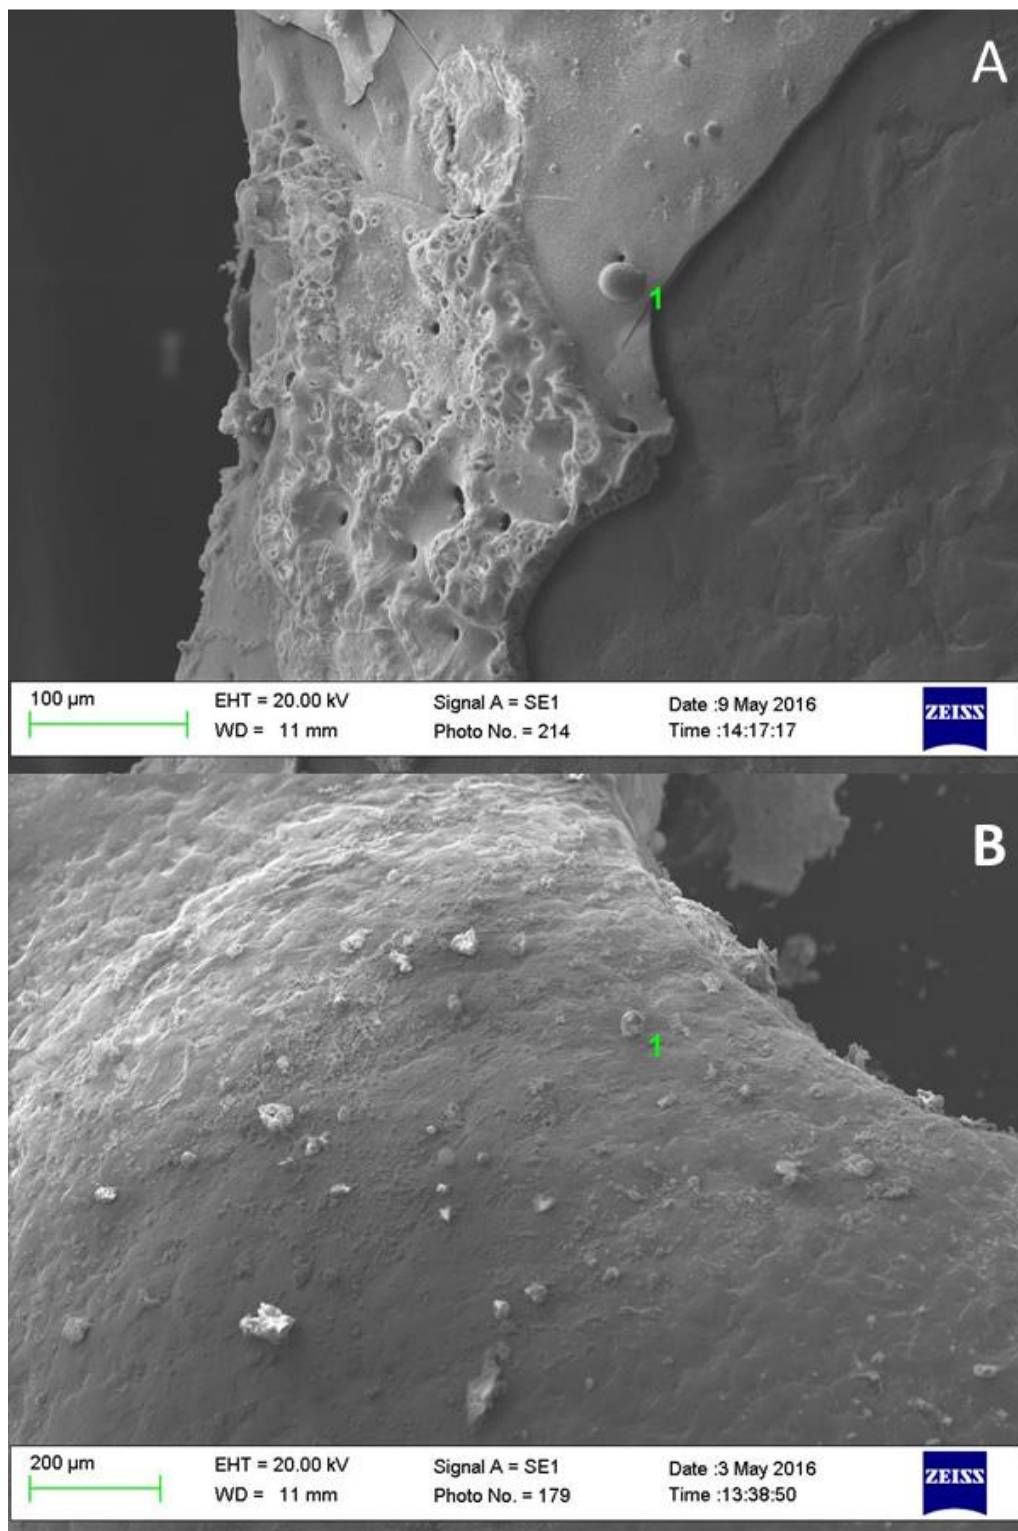 A
1
100 µm
EHT = 20.00 kV
Signal A = SE1
Date :9 May 2016
WD = 11 mm
Photo No. = 214
Time :14:17:17
ZEISS
B
1
200 µm
EHT = 20.00 kV
Signal A = SE1
Date :3 May 2016
WD = 11 mm
Photo No. = 179
Time :13:38:50
ZEISS